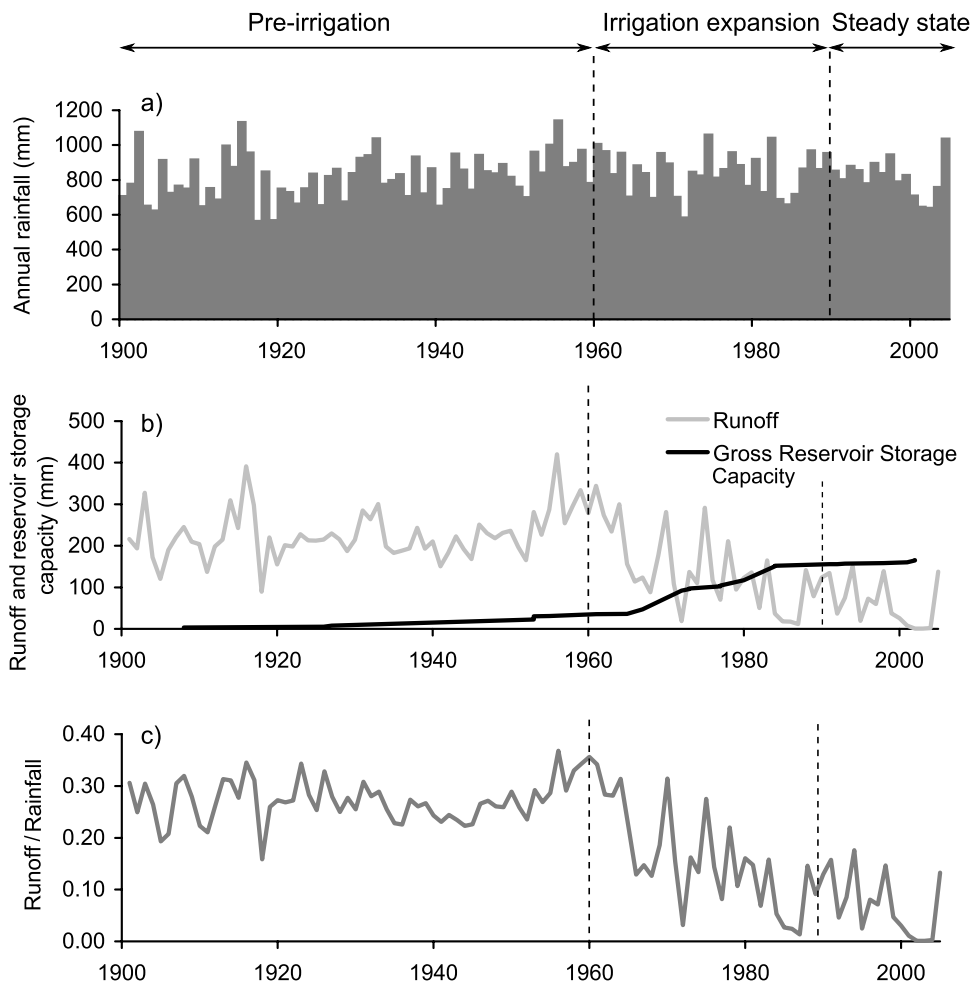 Pre-irrigation Irrigation expansion Steady state
a)
Annual rainfall (mm)
1200
1000
800
600
400
200
0
1900 1920 1940 1960 1980 2000
b)
Runoff and reservoir storage
capacity (mm)
500
400
300
200
100
0
Runoff
Gross Reservoir Storage
Capacity
1900 1920 1940 1960 1980 2000
c)
Runoff/Rainfall
0.40
0.30
0.20
0.10
0.00
1900 1920 1940 1960 1980 2000